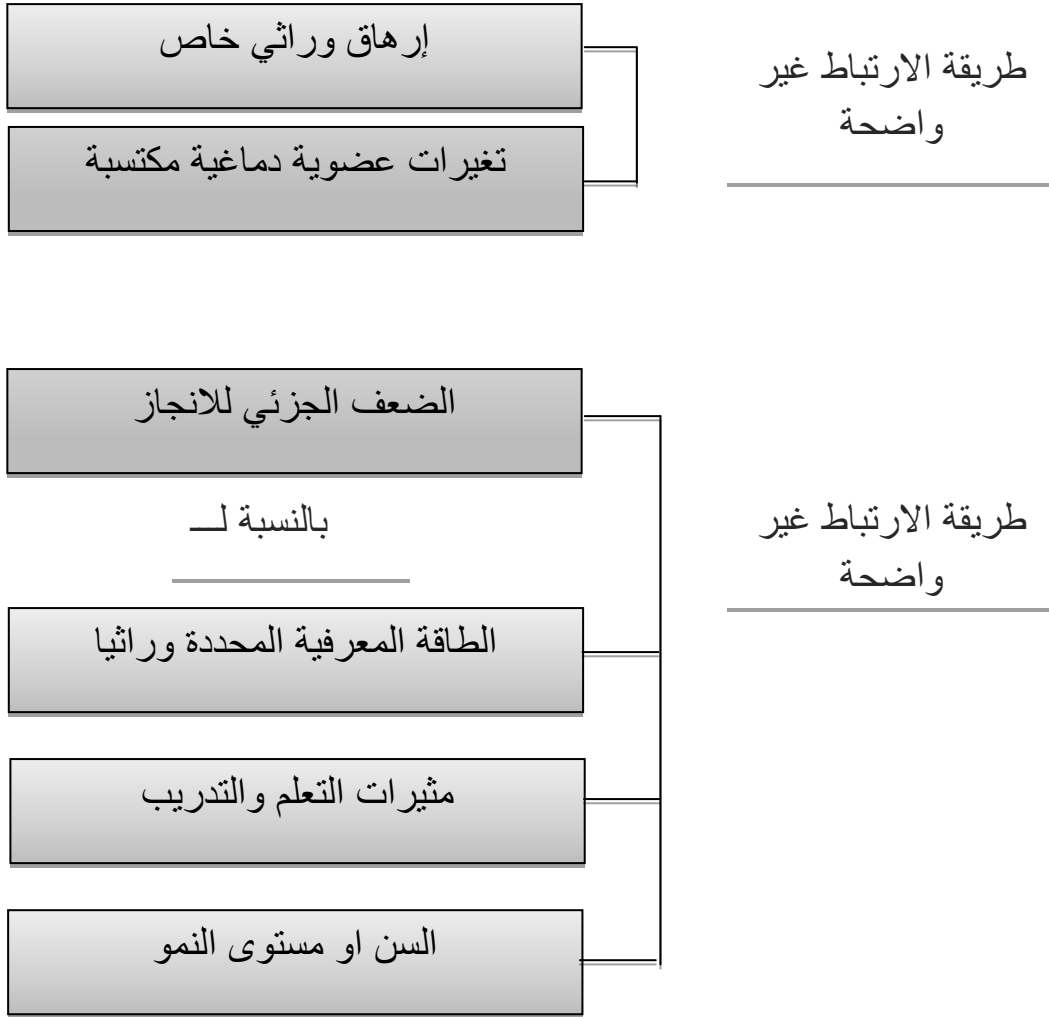 إرهاق وراثي خاص
تغيرات عضوية دماغية مكتسبة
طريقة الارتباط غير
واضحة
الضعف الجزئي للانجاز
بالنسبة لـــ
الطاقة المعرفية المحددة وراثيا
مثيرات التعلم والتدريب
السن او مستوى النمو
طريقة الارتباط غير
واضحة